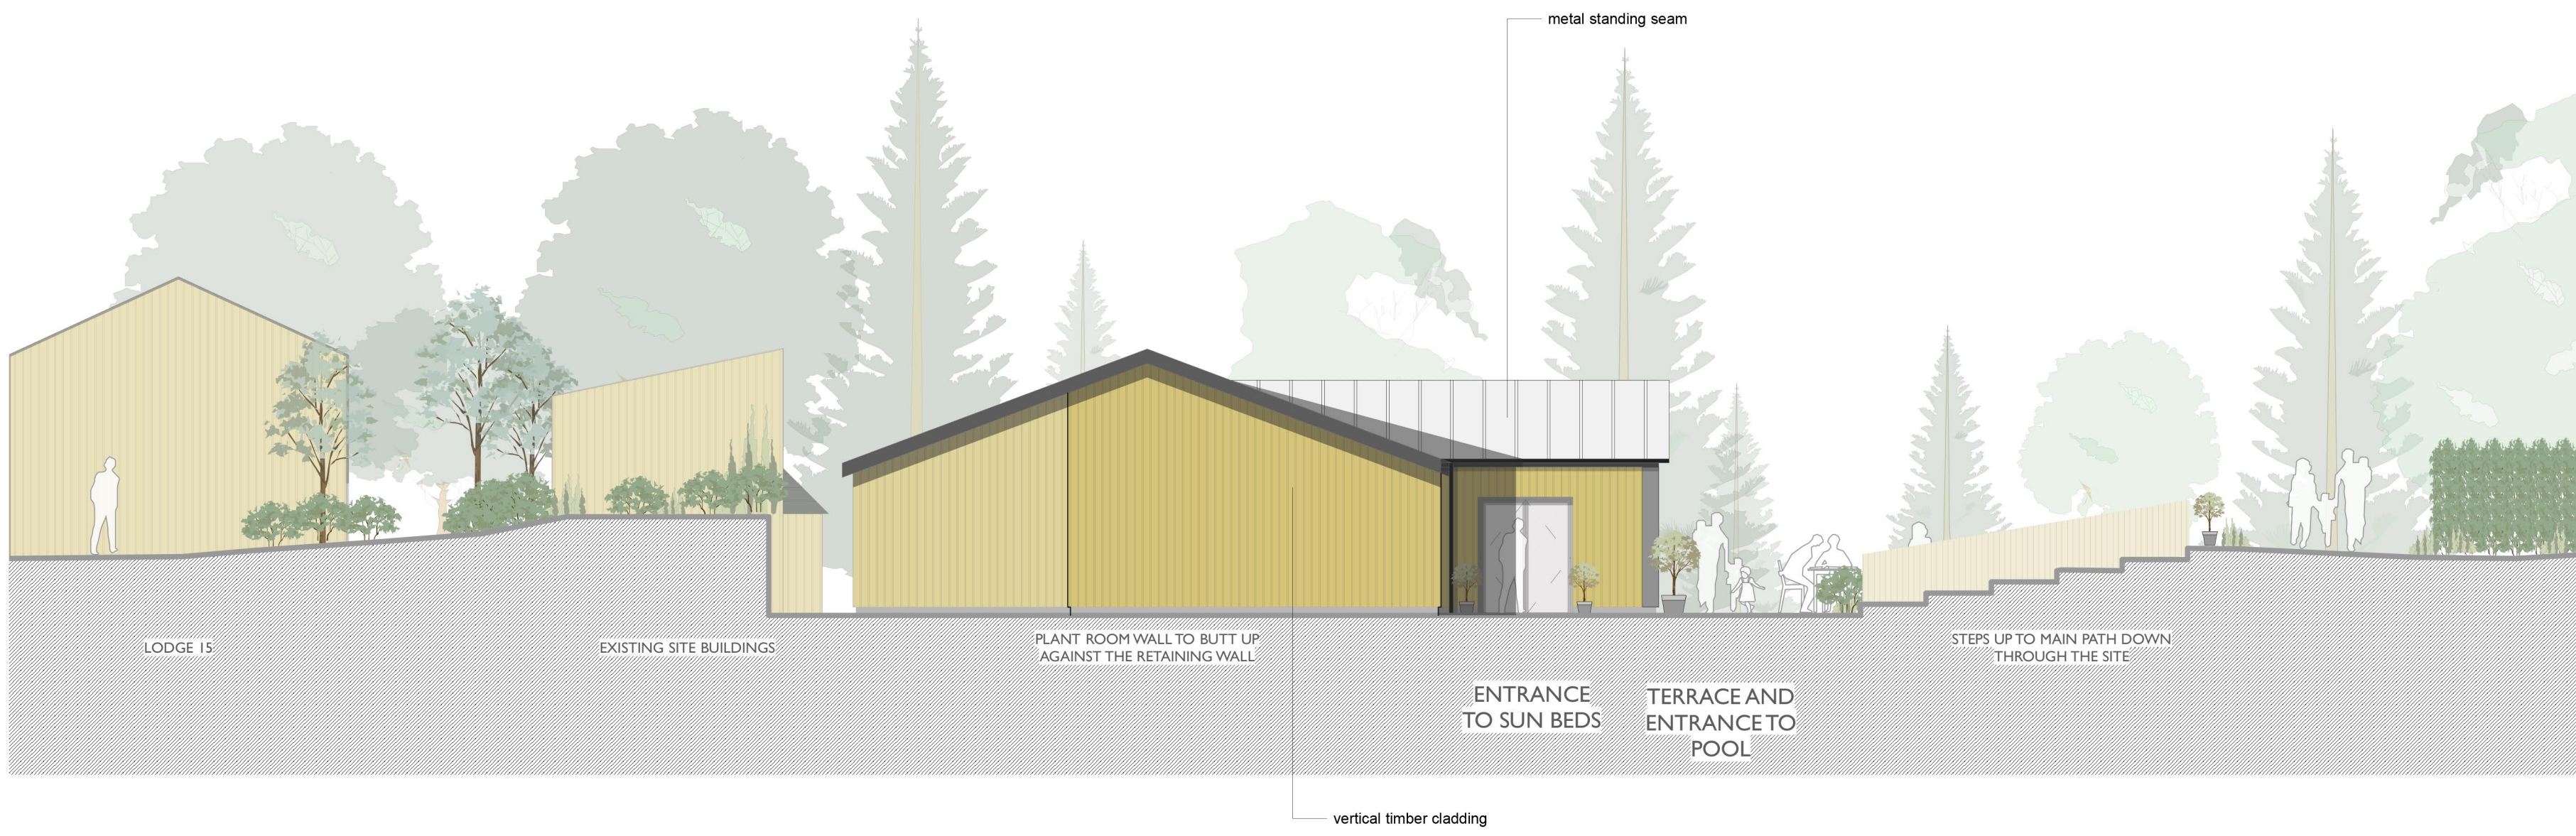 metal standing seam
LODGE 15
EXISTING SITE BUILDINGS
PLANT ROOM WALL TO BUTT UP
AGAINST THE RETAINING WALL
STEPS UP TO MAIN PATH DOWN
THROUGH THE SITE
ENTRANCE
TO SUN BEDS
TERRACE AND
ENTRANCE TO
POOL
vertical timber cladding